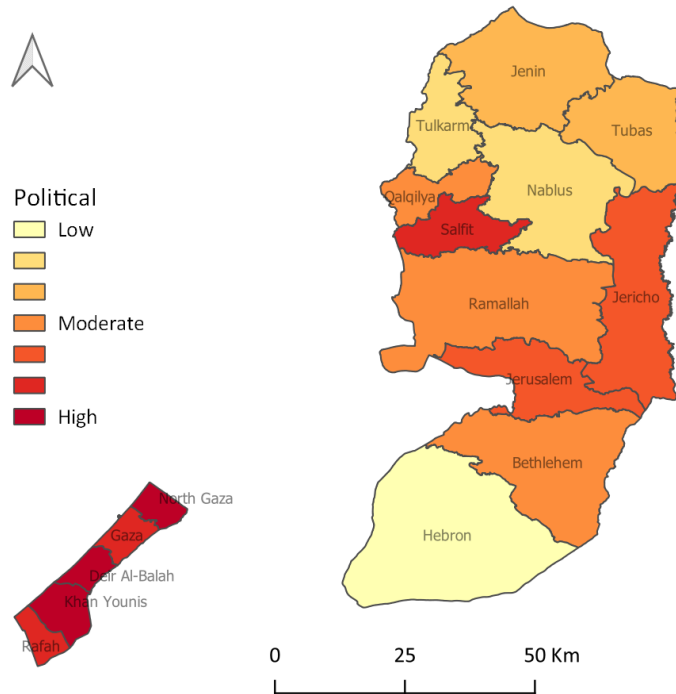 Jenin
Tulkarm
Tubas
Qalqilya
Nablus
Political
Low
Salfit
Moderate
Ramallah
Jericho
Jerusalem
High
Bethlehem
North Gaza
Gaza
Hebron
Deir Al-Balah
Khan Younis
Rafah
0 25 50 Km